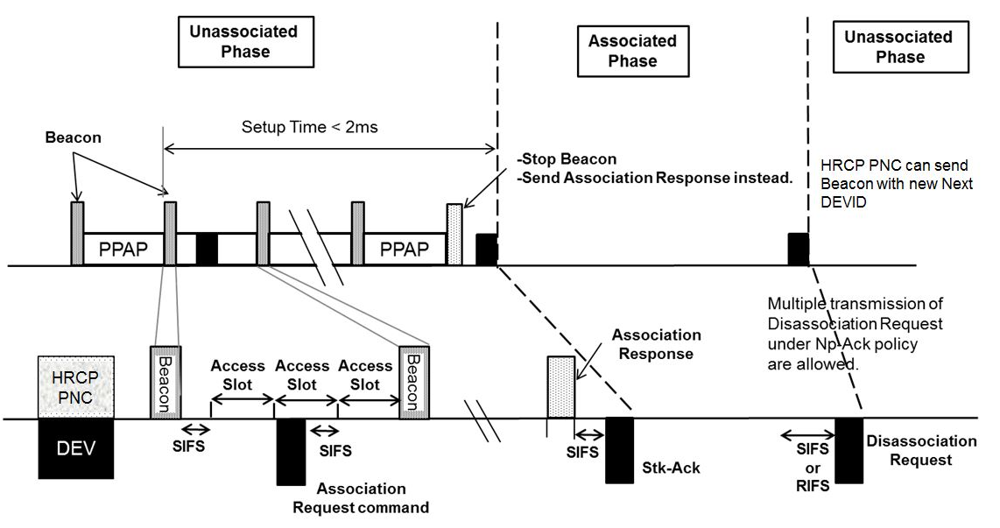 Unassociated
Phase
Associated
Phase
Unassociated
Phase
Setup Time < 2ms
Beacon
-Stop Beacon
-Send Association Response instead.
HRCP PNC can send
Beacon with new Next
DEVID
PPAP
PPAP
Multiple transmission of
Disassociation Request
under Np-Ack policy
are allowed.
Association
Response
HRCP
PNC
DEV
Beacon
Access
Slot
Access
Slot
Access
Slot
Beacon
SIFS
SIFS
Association
Request command
SIFS
Stk-Ack
SIFS
or
RIFS
Disassociation
Request